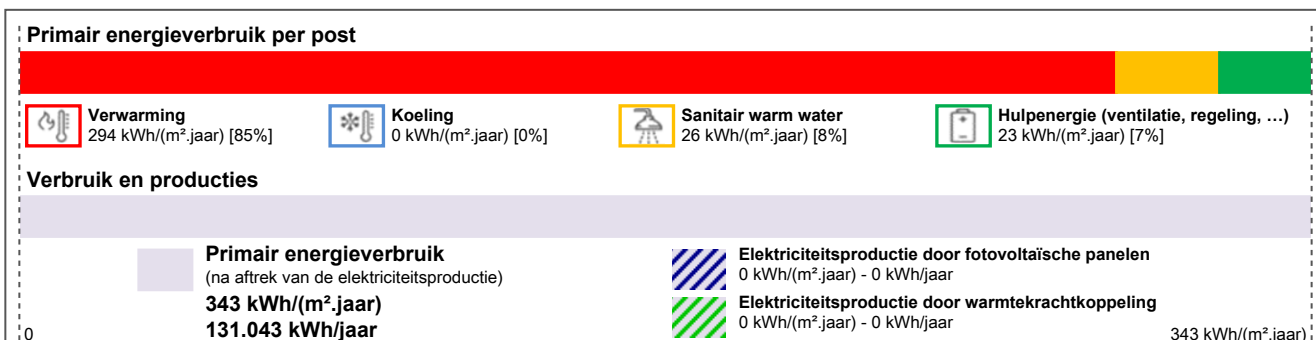 Primair energieverbruik per post
Verwarming
294 kWh/(m².jaar) [85%]
Koeling
0 kWh/(m².jaar) [0%]
Sanitair warm water
26 kWh/(m².jaar) [8%]
Hulpenergie (ventilatie, regeling, …)
23 kWh/(m².jaar) [7%]
Verbruik en producties
Primair energieverbruik
(na aftrek van de elektriciteitsproductie)
343 kWh/(m².jaar)
131.043 kWh/jaar
Elektriciteitsproductie door fotovoltaïsche panelen
0 kWh/(m².jaar) - 0 kWh/jaar
Elektriciteitsproductie door warmtekrachtkoppeling
0 kWh/(m².jaar) - 0 kWh/jaar
0
343 kWh/(m².jaar)